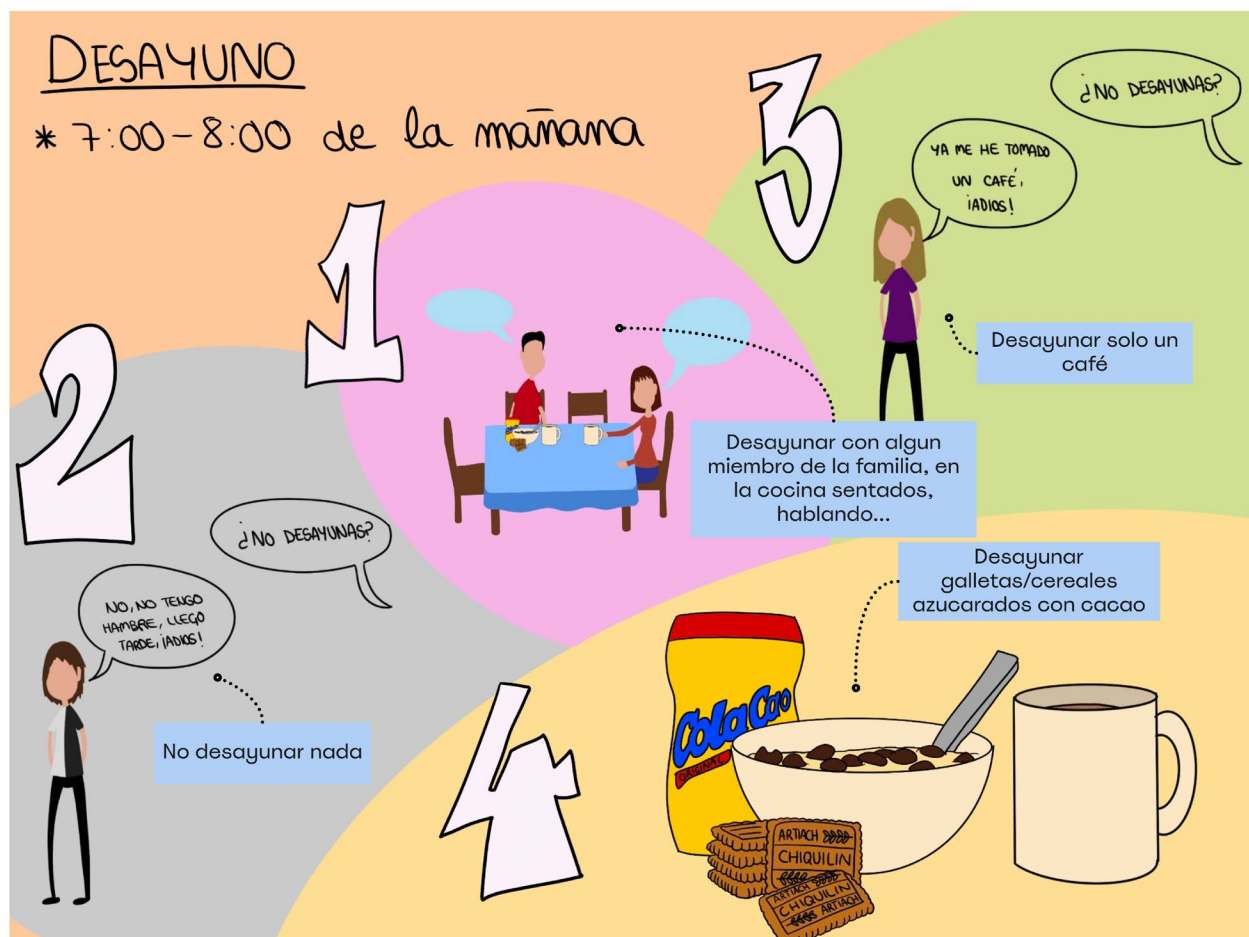 DESAYUNO
* 7:00-8:00 de la mañana
1
Desayunar con algun
miembro de la familia, en
la cocina sentados,
hablando...
2
¿NO DESAYUNAS?
NO, NO TENGO
HAMBRE, LLEGO
TARDE, ¡ADIOS!
No desayunar nada
3
¿NO DESAYUNAS?
YA ME HE TOMADO
UN CAFÉ,
¡ADIOS!
Desayunar solo un
café
4
Desayunar
galletas/cereales
azucarados con cacao
Cola Cao
ORIGINAL
ARTIACH
CHIQUILIN
ARTIACH
CHIQUILIN
ARTIACH